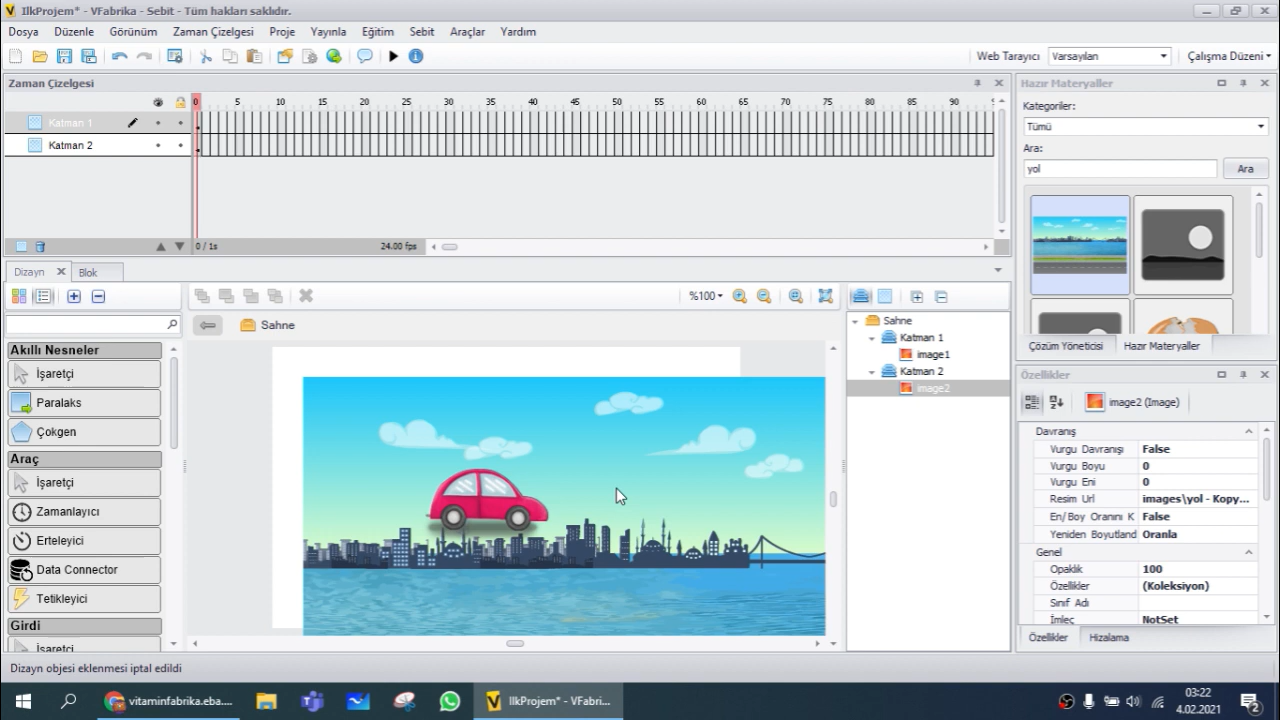 IlkProjem* - VFabrika - Sebit - Tüm hakları saklıdır.
Dosya Düzenle Görünüm Zaman Çizelgesi Proje Yayınla Eğitim Sebit Araçlar Yardım
Web Tarayıcı Varsayılan Çalışma Düzeni
Zaman Çizelgesi
0 5 10 15 20 25 30 35 40 45 50 55 60 65 70 75 80 85 90
Katman 1
Katman 2
0 / 1s 24.00 fps
Hazır Materyaller
Kategoriler:
Tümü
Ara:
yol Ara
Çözüm Yöneticisi Hazır Materyaller
Dizayn Blok
%100
Sahne
Akıllı Nesneler
İşaretçi
Paralaks
Çokgen
Araç
İşaretçi
Zamanlayıcı
Erteleyici
Data Connector
Tetikleyici
Girdi
İşaretçi
Sahne
Katman 1
image1
Katman 2
image2
Özellikler
image2 (Image)
Davranış
Vurgu Davranışı False
Vurgu Boyu 0
Vurgu Eni 0
Resim Url images\yol - Kopy...
En/Boy Oranını K False
Yeniden Boyutland Oranla
Genel
Opaklık 100
Özellikler (Koleksiyon)
Sınıf Adı
İmleç NotSet
Özellikler Hizalama
Dizayn objesi eklenmesi iptal edildi
vitaminfabrika.eba....
IlkProjem* - VFabri...
03:22
4.02.2021
2